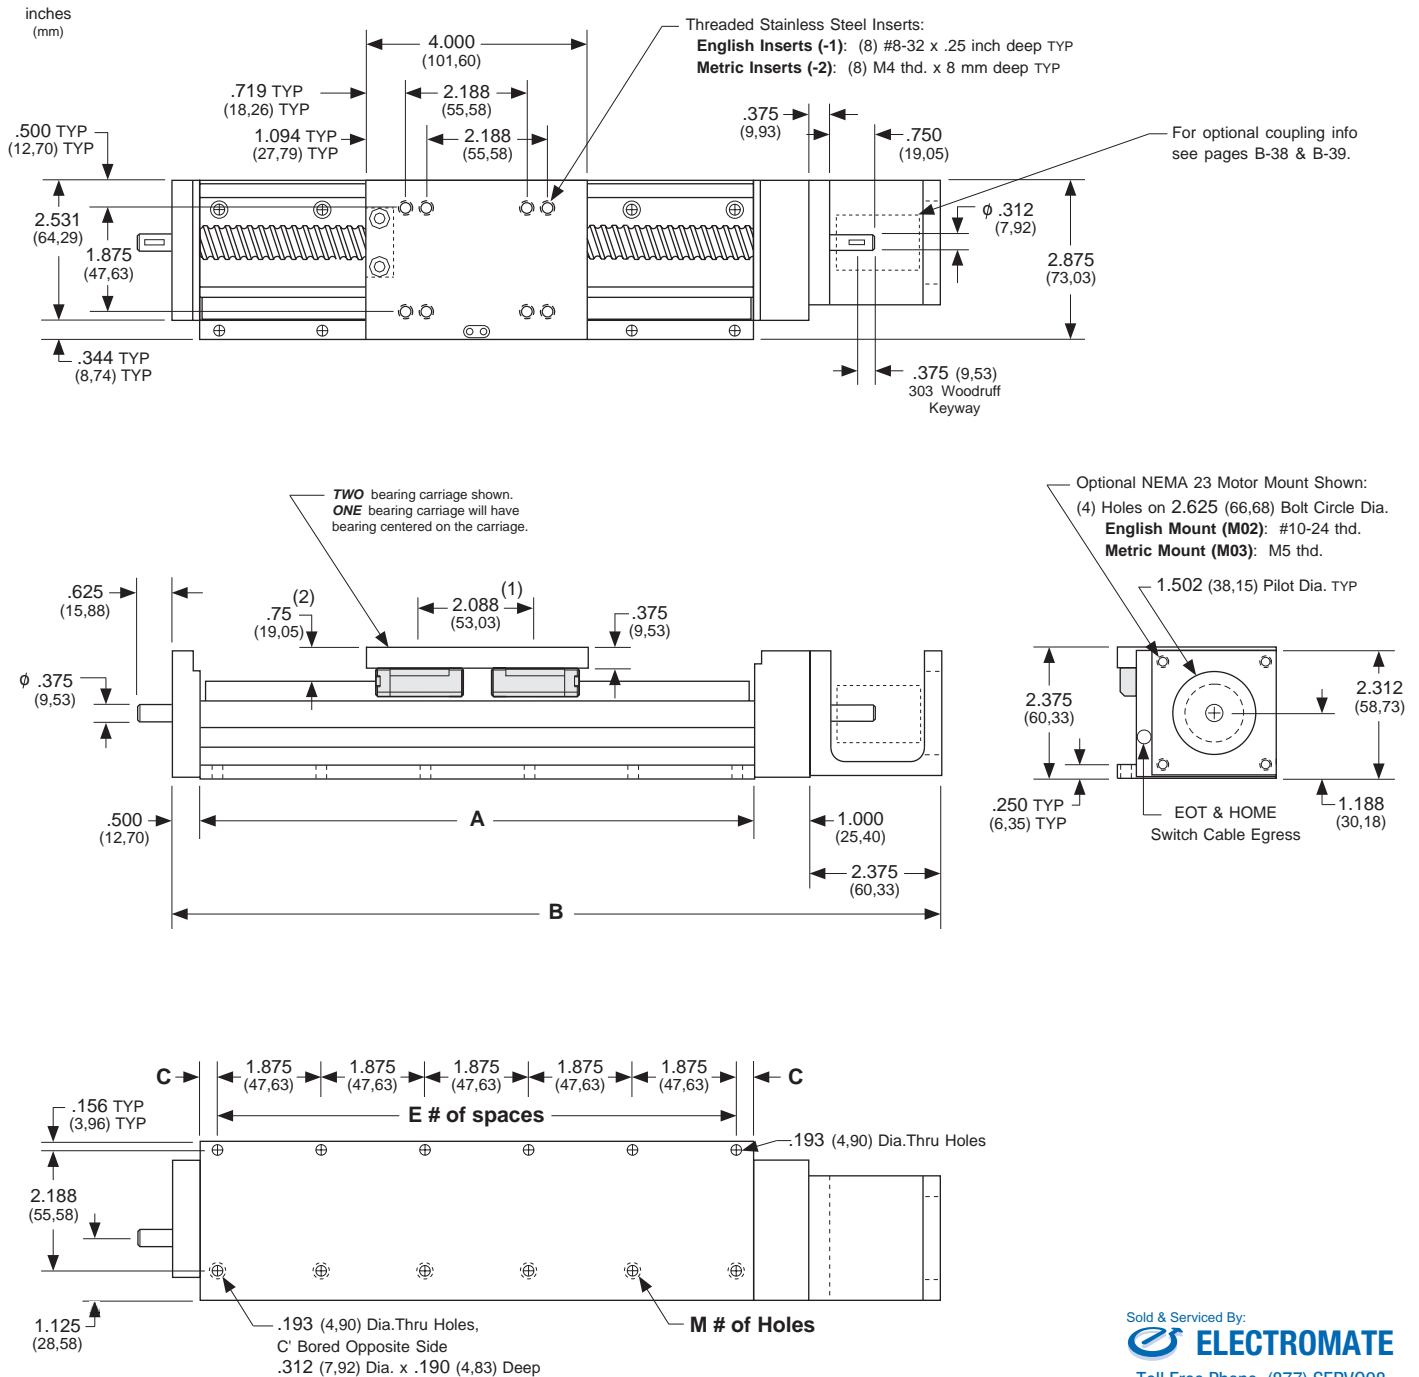 inches
(mm)
Threaded Stainless Steel Inserts:
English Inserts (-1): (8) #8-32 x .25 inch deep TYP
Metric Inserts (-2): (8) M4 thd. x 8 mm deep TYP
4.000
(101,60)
.719 TYP
(18,26) TYP
2.188
(55,58)
.500 TYP
(12,70) TYP
1.094 TYP
(27,79) TYP
2.188
(55,58)
.375
(9,93)
.750
(19,05)
For optional coupling info
see pages B-38 & B-39.
2.531
(64,29)
1.875
(47,63)
ϕ .312
(7,92)
2.875
(73,03)
.344 TYP
(8,74) TYP
.375 (9,53)
303 Woodruff
Keyway
TWO bearing carriage shown.
ONE bearing carriage will have
bearing centered on the carriage.
Optional NEMA 23 Motor Mount Shown:
(4) Holes on 2.625 (66,68) Bolt Circle Dia.
English Mount (M02): #10-24 thd.
Metric Mount (M03): M5 thd.
1.502 (38,15) Pilot Dia. TYP
.625
(15,88)
(2)
.75
(19,05)
(1)
2.088
(53,03)
.375
(9,53)
ϕ .375
(9,53)
2.375
(60,33)
2.312
(58,73)
.250 TYP
(6,35) TYP
EOT & HOME
Switch Cable Egress
1.188
(30,18)
.500
(12,70)
A
1.000
(25,40)
2.375
(60,33)
B
C
1.875
(47,63)
1.875
(47,63)
1.875
(47,63)
1.875
(47,63)
1.875
(47,63)
C
.156 TYP
(3,96) TYP
E # of spaces
.193 (4,90) Dia.Thru Holes
2.188
(55,58)
1.125
(28,58)
.193 (4,90) Dia.Thru Holes,
C' Bored Opposite Side
.312 (7,92) Dia. x .190 (4,83) Deep
M # of Holes
Sold & Serviced By:
ELECTROMATE
Toll Free Phone (877) SERVO98